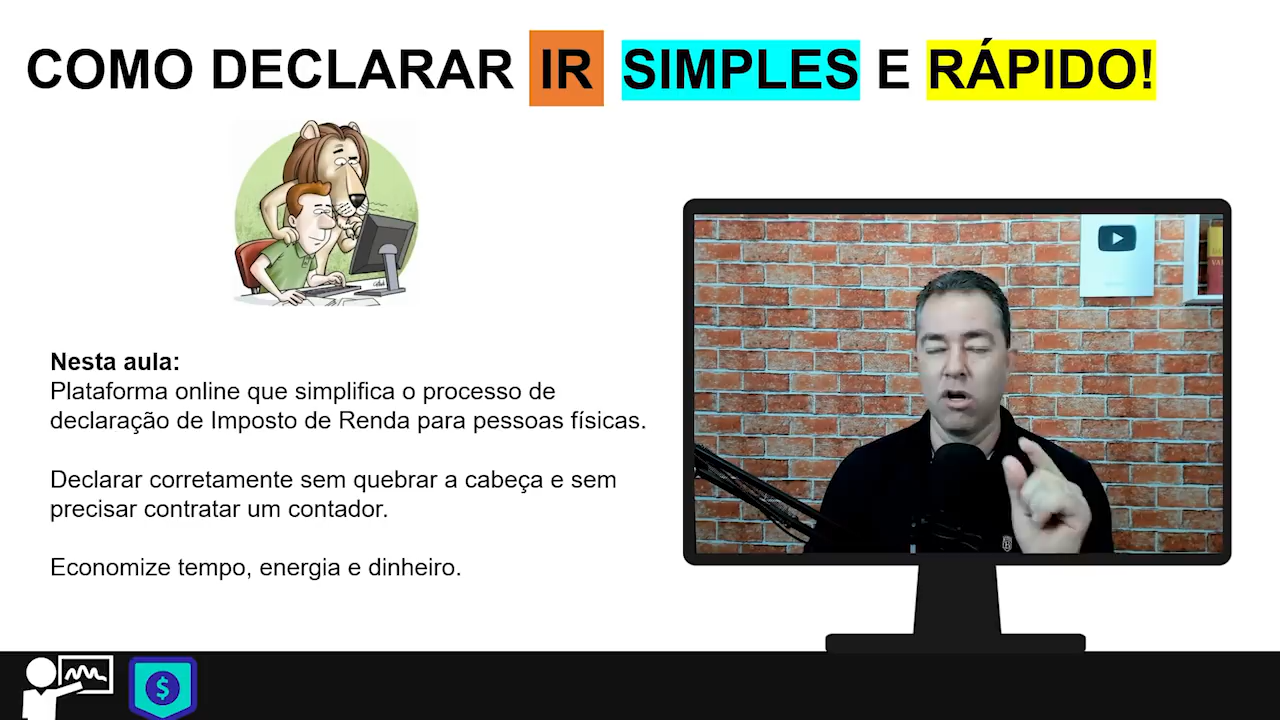 COMO DECLARAR IR SIMPLES E RÁPIDO!
Nesta aula:
Plataforma online que simplifica o processo de
declaração de Imposto de Renda para pessoas físicas.
Declarar corretamente sem quebrar a cabeça e sem
precisar contratar um contador.
Economize tempo, energia e dinheiro.
$